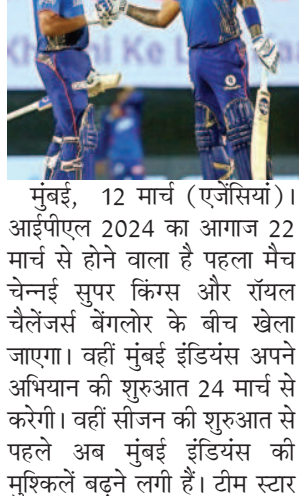 मुंबई, 12 मार्च (एजेंसियां)।
आईपीएल 2024 का आगाज 22
मार्च से होने वाला है पहला मैच
चेन्नई सुपर किंग्स और रॉयल
चैलेंजर्स बेंगलोर के बीच खेला
जाएगा। वहीं मुंबई इंडियंस अपने
अभियान की शुरुआत 24 मार्च से
करेगी। वहीं सीजन की शुरुआत से
पहले अब मुंबई इंडियंस की
मुश्किलें बढ़ने लगी हैं। टीम स्टार